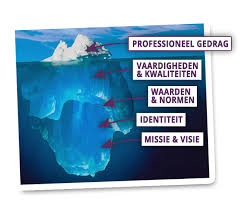 PROFESSIONEEL GEDRAG
VAARDIGHEDEN
& KWALITEITEN
WAARDEN
& NORMEN
IDENTITEIT
MISSIE & VISIE